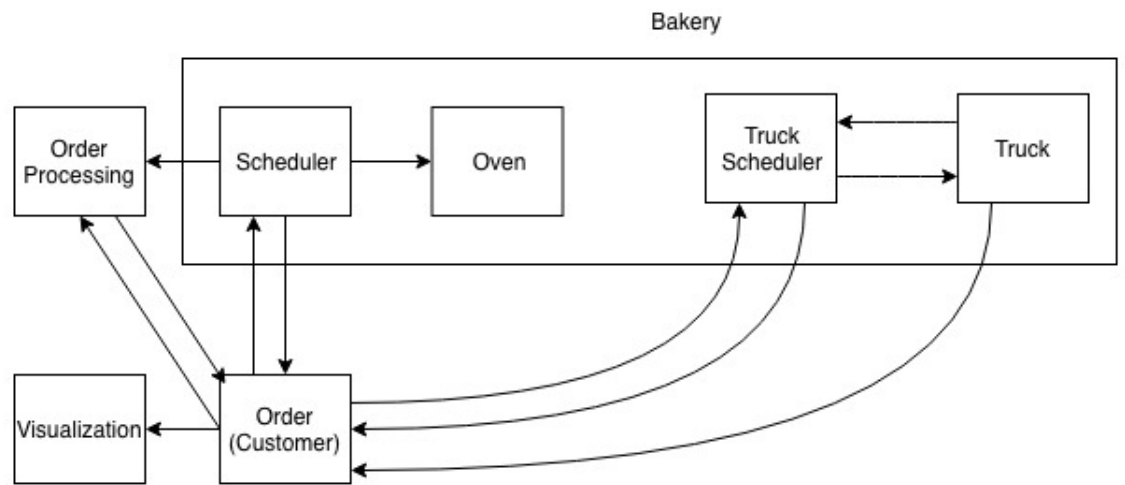 Bakery
Order
Processing
Scheduler
Oven
Truck
Scheduler
Truck
Visualization
Order
(Customer)